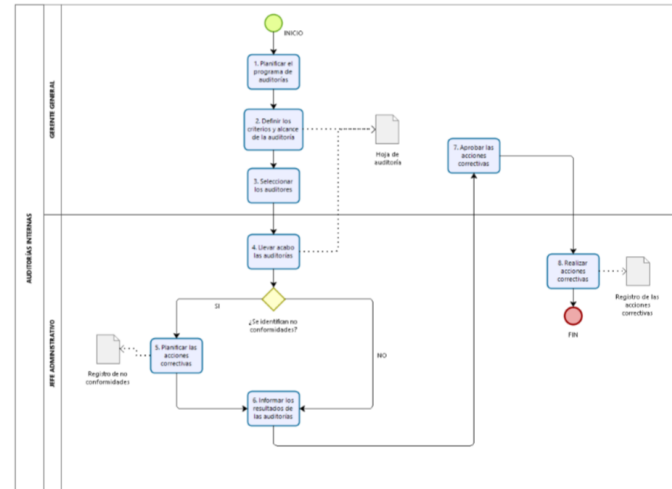 AUDITORÍAS INTERNAS
GERENTE GENERAL
INICIO
1. Planificar el
programa de
auditorías
2. Definir los
criterios y alcance
de la auditoría
Hoja de
auditoría
3. Seleccionar
los auditores
7. Aprobar las
acciones
correctivas
JEFE ADMINISTRATIVO
4. Llevar acabo
las auditorías
¿Se identifican no
conformidades?
SI
NO
5. Planificar las
acciones
correctivas
Registro de no
conformidades
6. Informar los
resultados de
las auditorías
8. Realizar
acciones
correctivas
Registro de las
acciones
correctivas
FIN